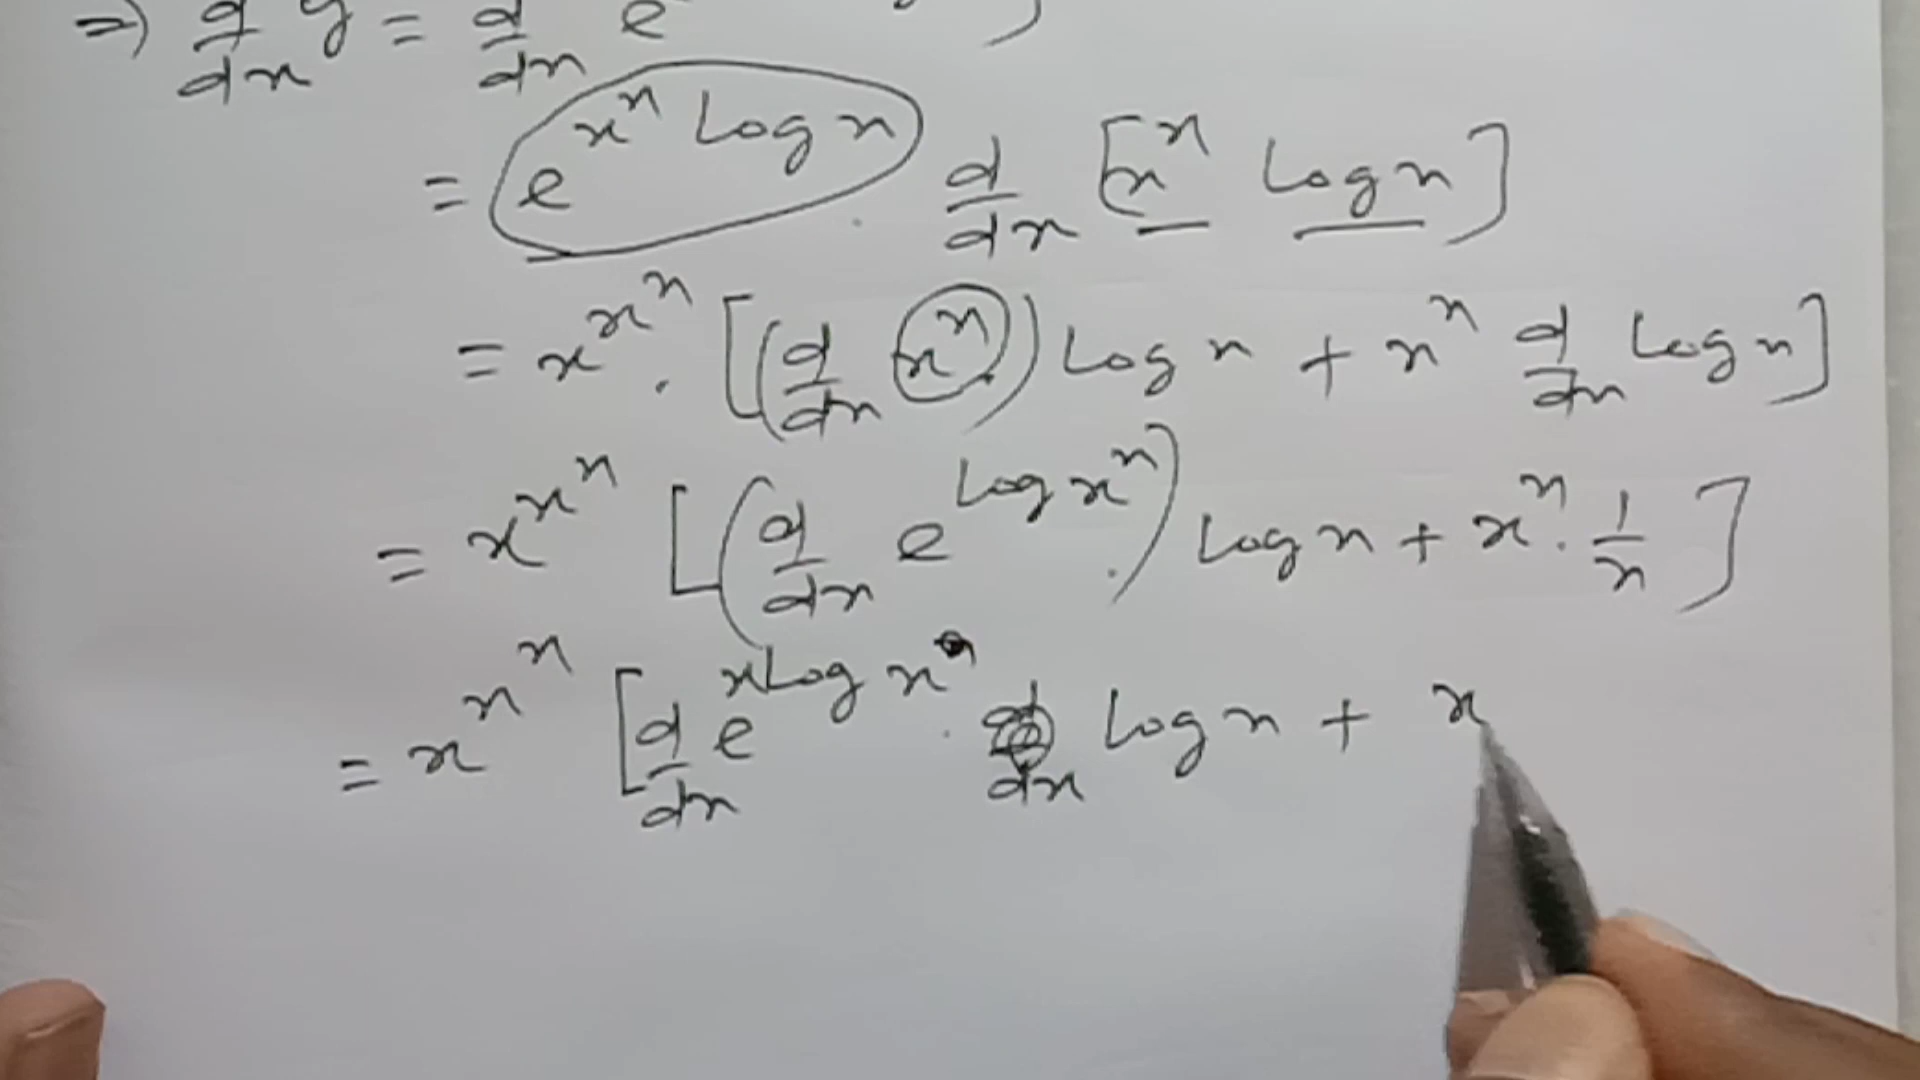 ⇒ d/dx y = d/dx e
= e^(x^x log x) . d/dx [x^x log x]
= x^(x^x) . [(d/dx x^x) log x + x^x d/dx log x]
= x^(x^x) [(d/dx e^(log x^x)) log x + x^x . 1/x]
= x^(x^x) [d/dx e^(x log x) . dx log x + x